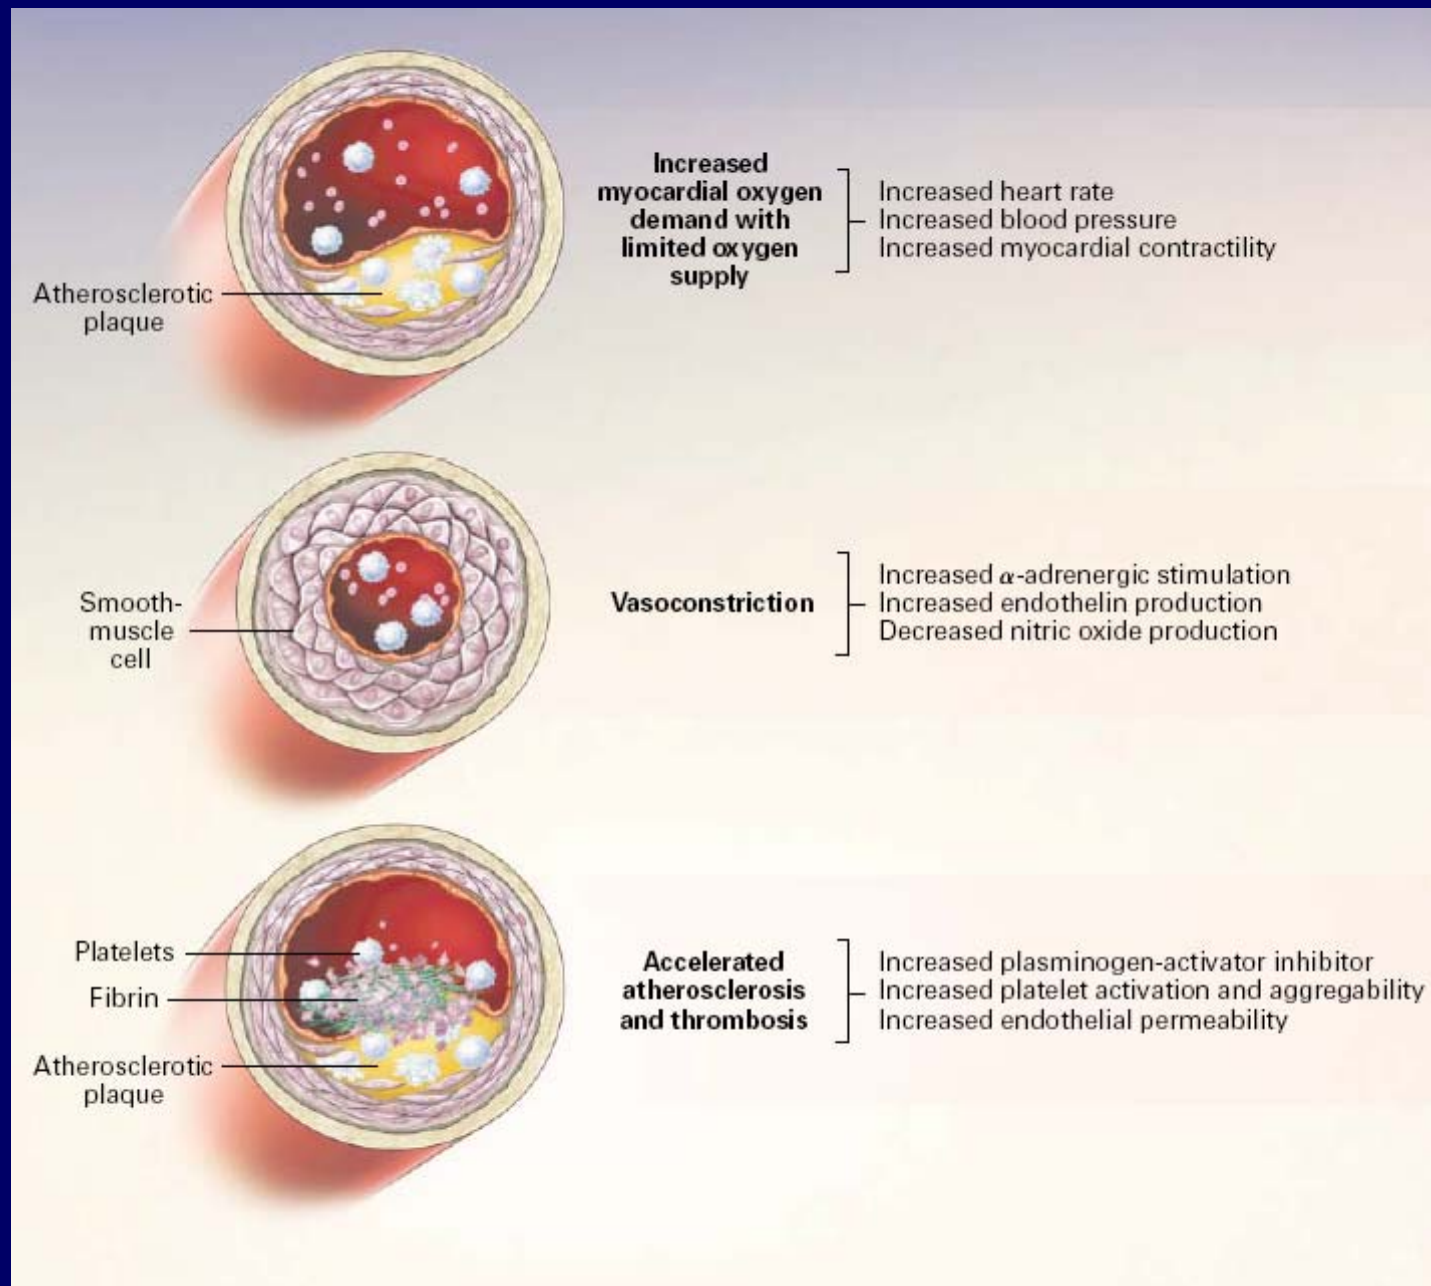 Increased
myocardial oxygen
demand with
limited oxygen
supply
Increased heart rate
Increased blood pressure
Increased myocardial contractility
Atherosclerotic
plaque
Smooth-
muscle
cell
Vasoconstriction
Increased α-adrenergic stimulation
Increased endothelin production
Decreased nitric oxide production
Platelets
Fibrin
Atherosclerotic
plaque
Accelerated
atherosclerosis
and thrombosis
Increased plasminogen-activator inhibitor
Increased platelet activation and aggregability
Increased endothelial permeability